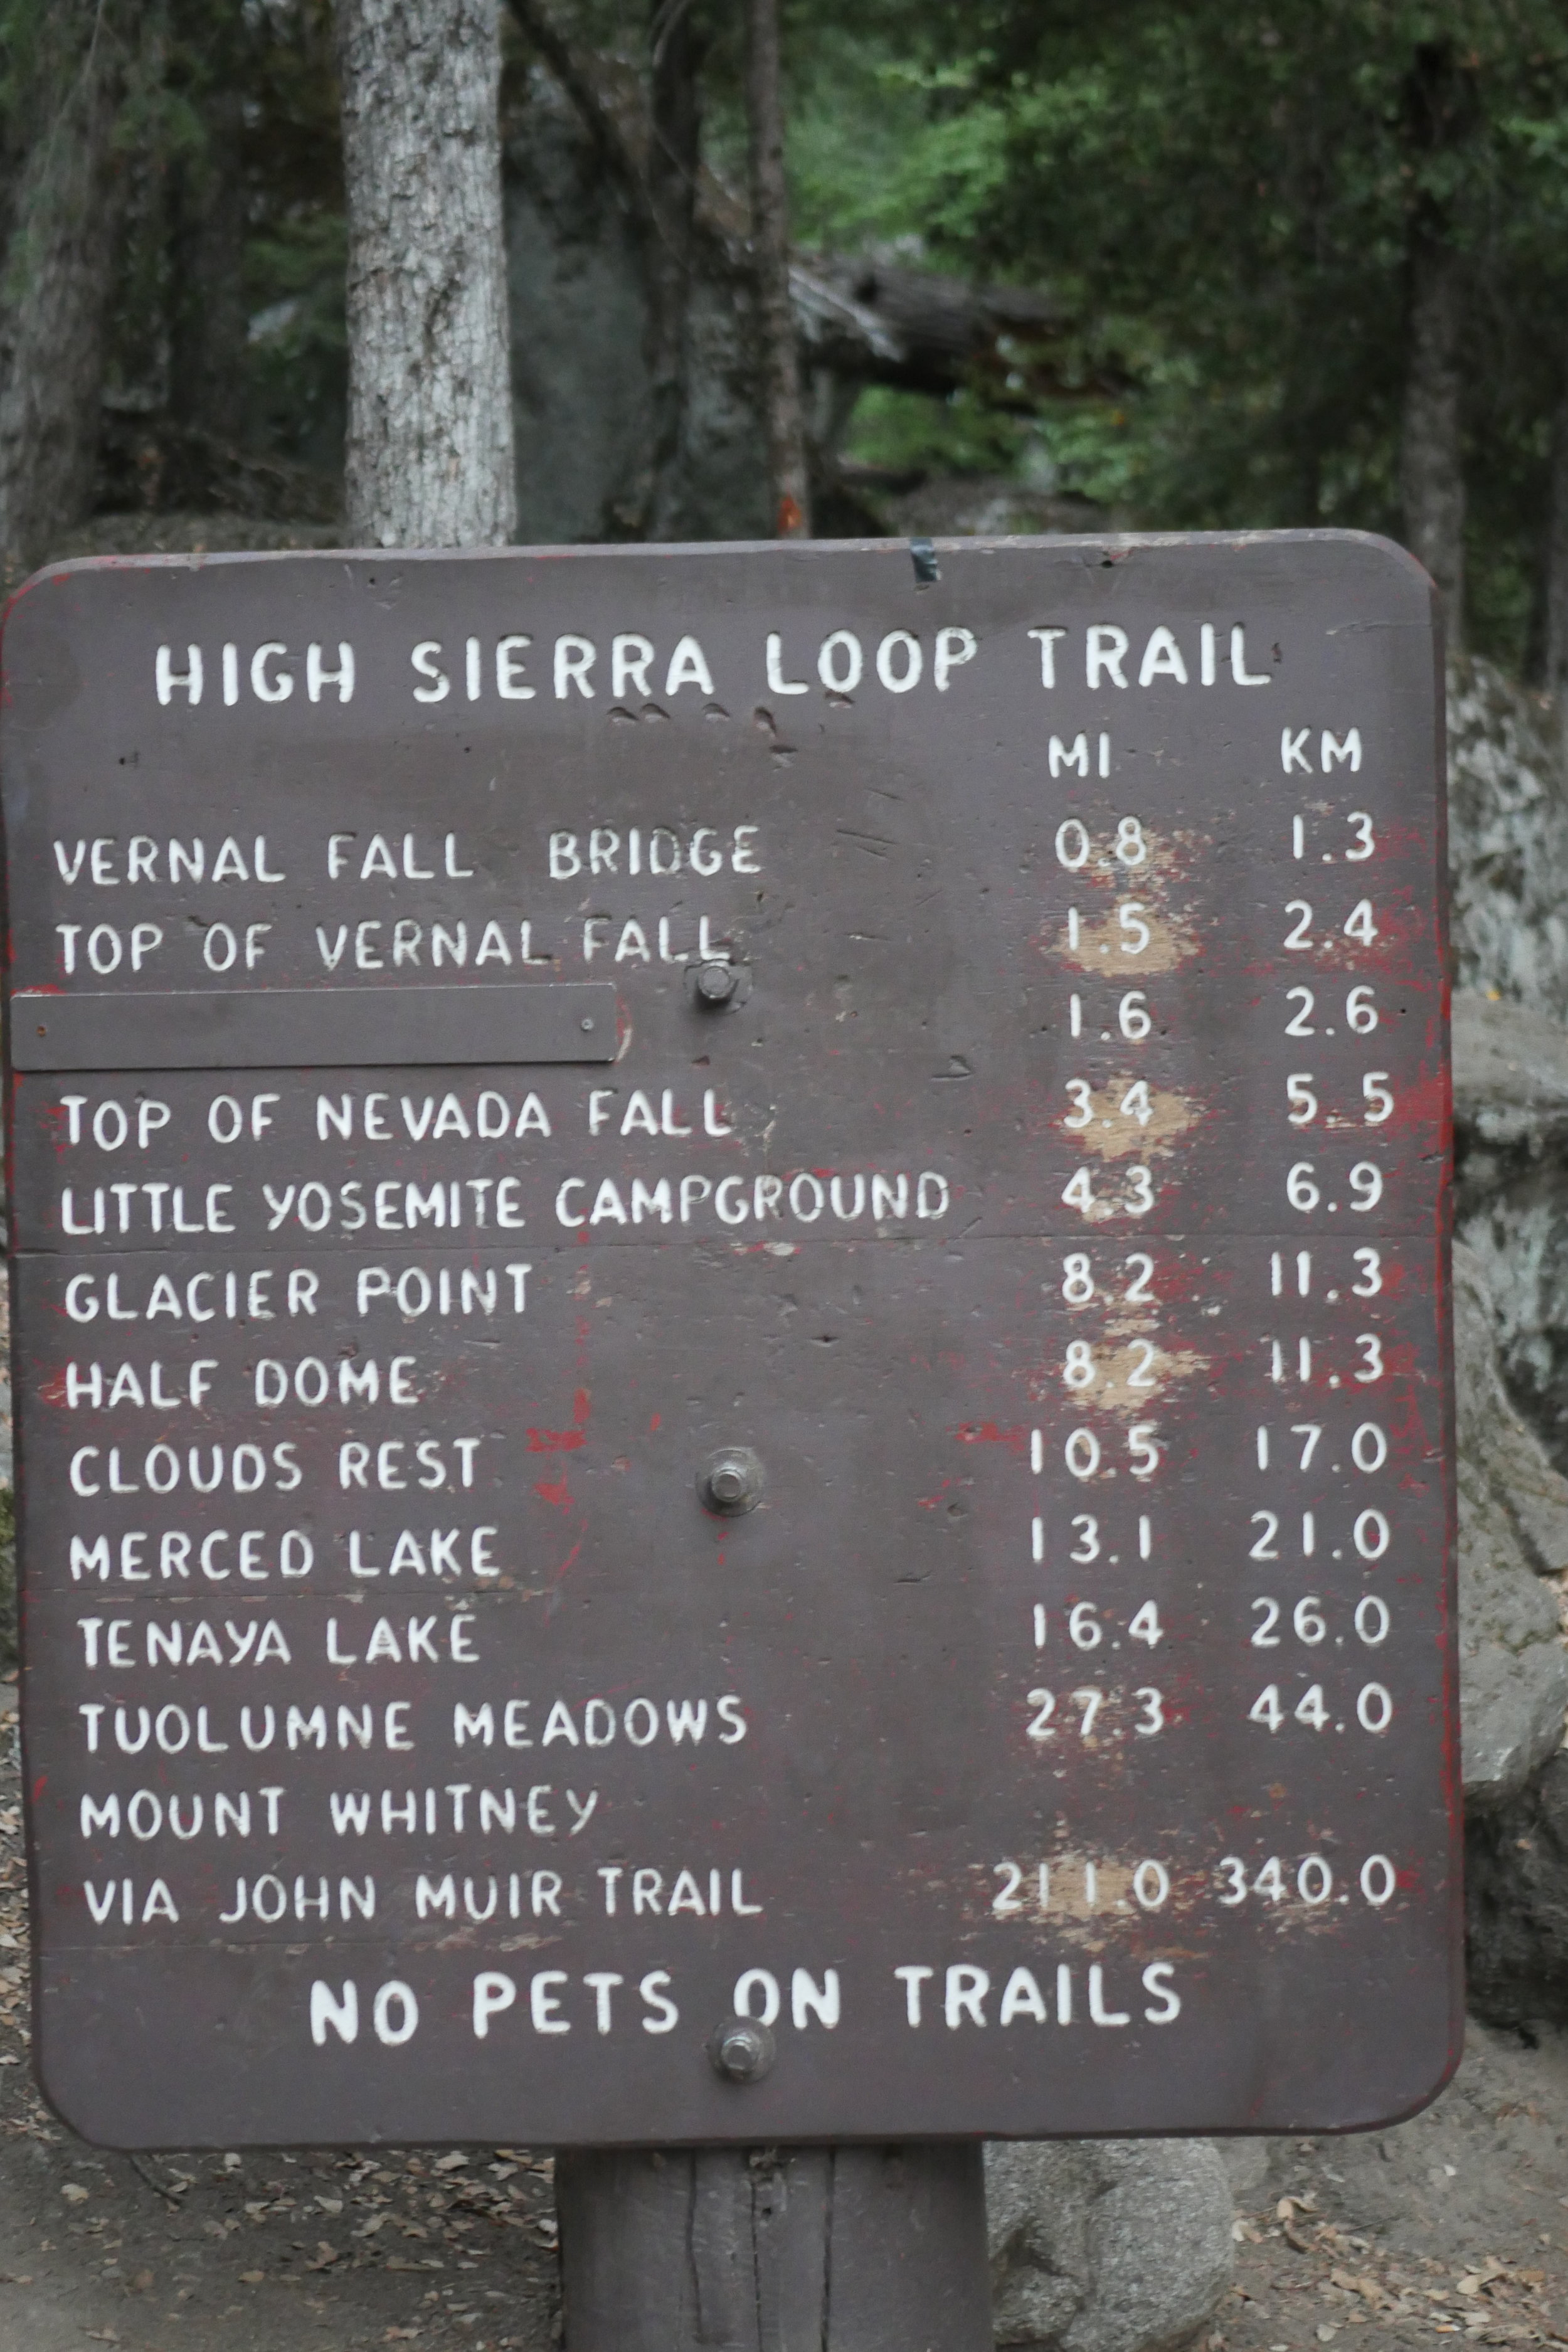 HIGH SIERRA LOOP TRAIL
MI KM
VERNAL FALL BRIDGE 0.8 1.3
TOP OF VERNAL FALL 1.5 2.4
1.6 2.6
TOP OF NEVADA FALL 3.4 5.5
LITTLE YOSEMITE CAMPGROUND 4.3 6.9
GLACIER POINT 8.2 11.3
HALF DOME 8.2 11.3
CLOUDS REST 10.5 17.0
MERCED LAKE 13.1 21.0
TENAYA LAKE 16.4 26.0
TUOLUMNE MEADOWS 27.3 44.0
MOUNT WHITNEY
VIA JOHN MUIR TRAIL 211.0 340.0
NO PETS ON TRAILS